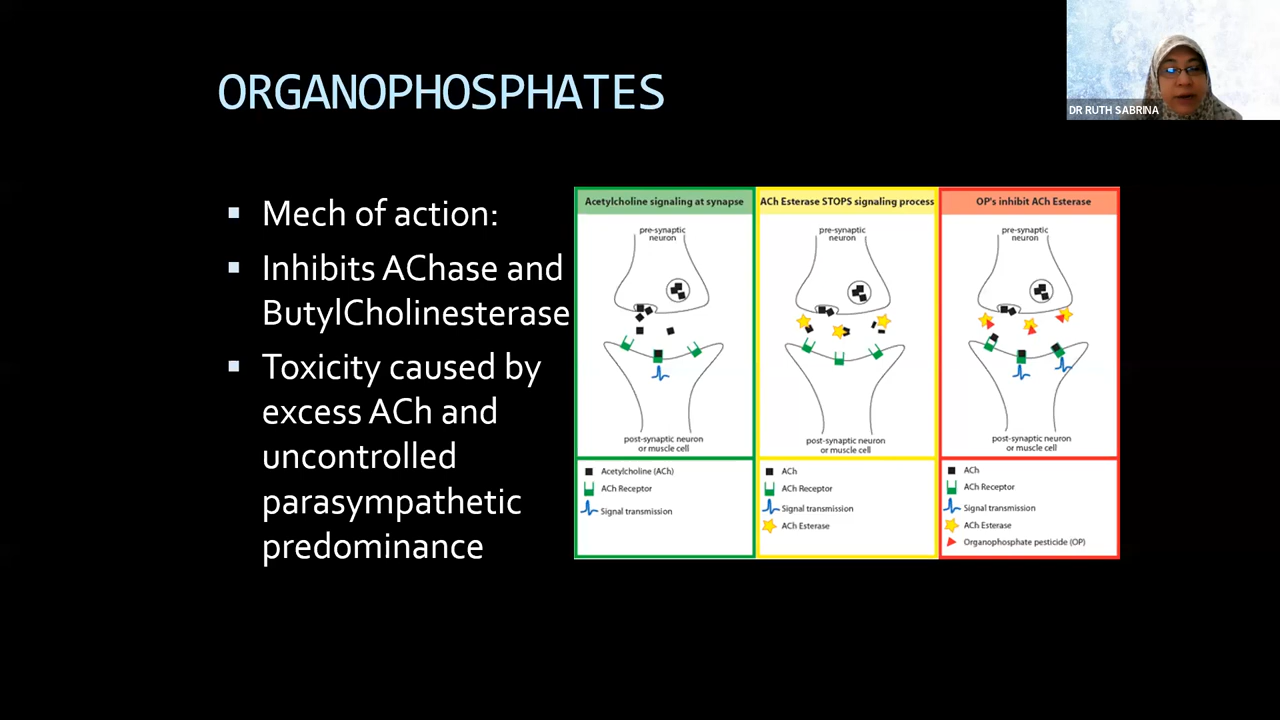 ORGANOPHOSPHATES
DR RUTH SABRINA
Mech of action:
Inhibits AChase and
ButylCholinesterase
Toxicity caused by
excess ACh and
uncontrolled
parasympathetic
predominance
Acetylcholine signaling at synapse
pre-synaptic
neuron
post-synaptic neuron
or muscle cell
Acetylcholine (ACh)
ACh Receptor
Signal transmission
ACh Esterase STOPS signaling process
pre-synaptic
neuron
post-synaptic neuron
or muscle cell
ACh
ACh Receptor
Signal transmission
ACh Esterase
OP's inhibit ACh Esterase
pre-synaptic
neuron
post-synaptic neuron
or muscle cell
ACh
ACh Receptor
Signal transmission
ACh Esterase
Organophosphate pesticide (OP)